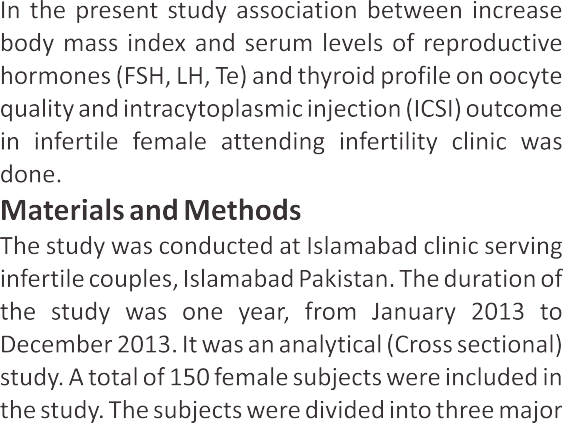 In the present study association between increase
body mass index and serum levels of reproductive
hormones (FSH, LH, Te) and thyroid profile on oocyte
quality and intracytoplasmic injection (ICSI) outcome
in infertile female attending infertility clinic was
done.
Materials and Methods
The study was conducted at Islamabad clinic serving
infertile couples, Islamabad Pakistan. The duration of
the study was one year, from January 2013 to
December 2013. It was an analytical (Cross sectional)
study. A total of 150 female subjects were included in
the study. The subjects were divided into three major